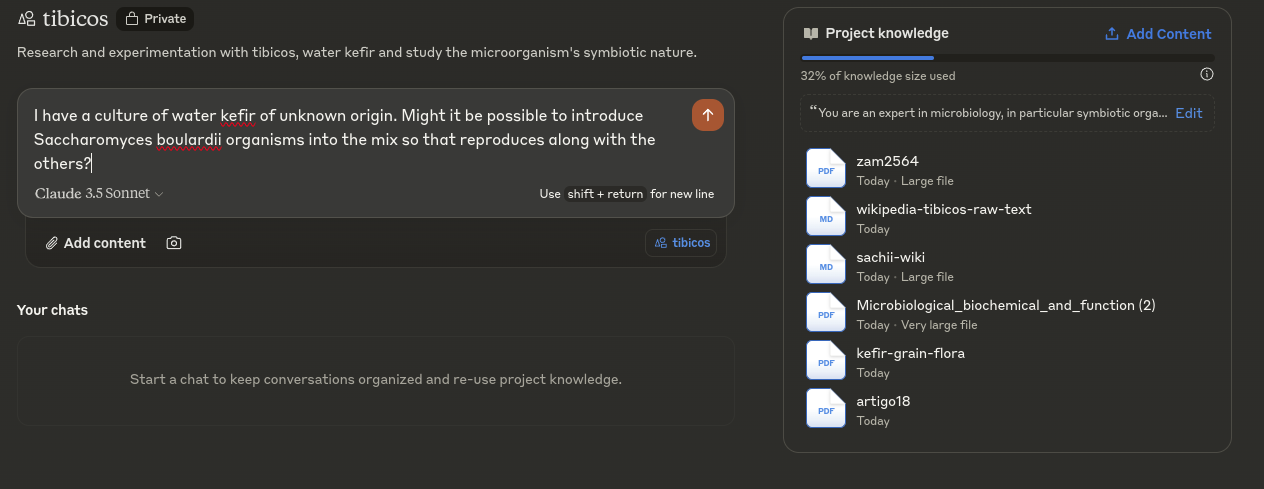 tibicos Private
Research and experimentation with tibicos, water kefir and study the microorganism's symbiotic nature.
I have a culture of water kefir of unknown origin. Might it be possible to introduce
Saccharomyces boulardii organisms into the mix so that reproduces along with the
others?
Claude 3.5 Sonnet
Use shift + return for new line
Add content
tibicos
Your chats
Start a chat to keep conversations organized and re-use project knowledge.
Project knowledge
Add Content
32% of knowledge size used
“You are an expert in microbiology, in particular symbiotic orga... Edit
PDF
zam2564
Today · Large file
MD
wikipedia-tibicos-raw-text
Today
MD
sachii-wiki
Today · Large file
PDF
Microbiological_biochemical_and_function (2)
Today · Very large file
PDF
kefir-grain-flora
Today
PDF
artigo18
Today